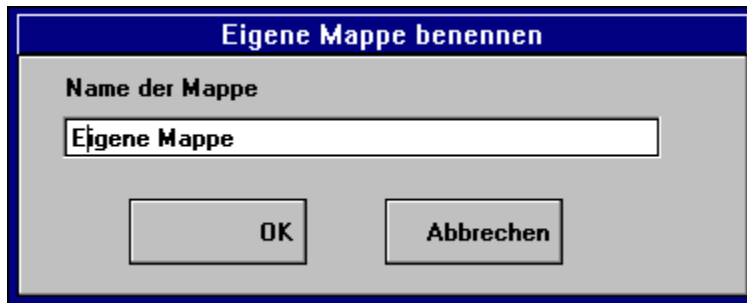 Eigene Mappe benennen
Name der Mappe
Eigene Mappe
OK
Abbrechen